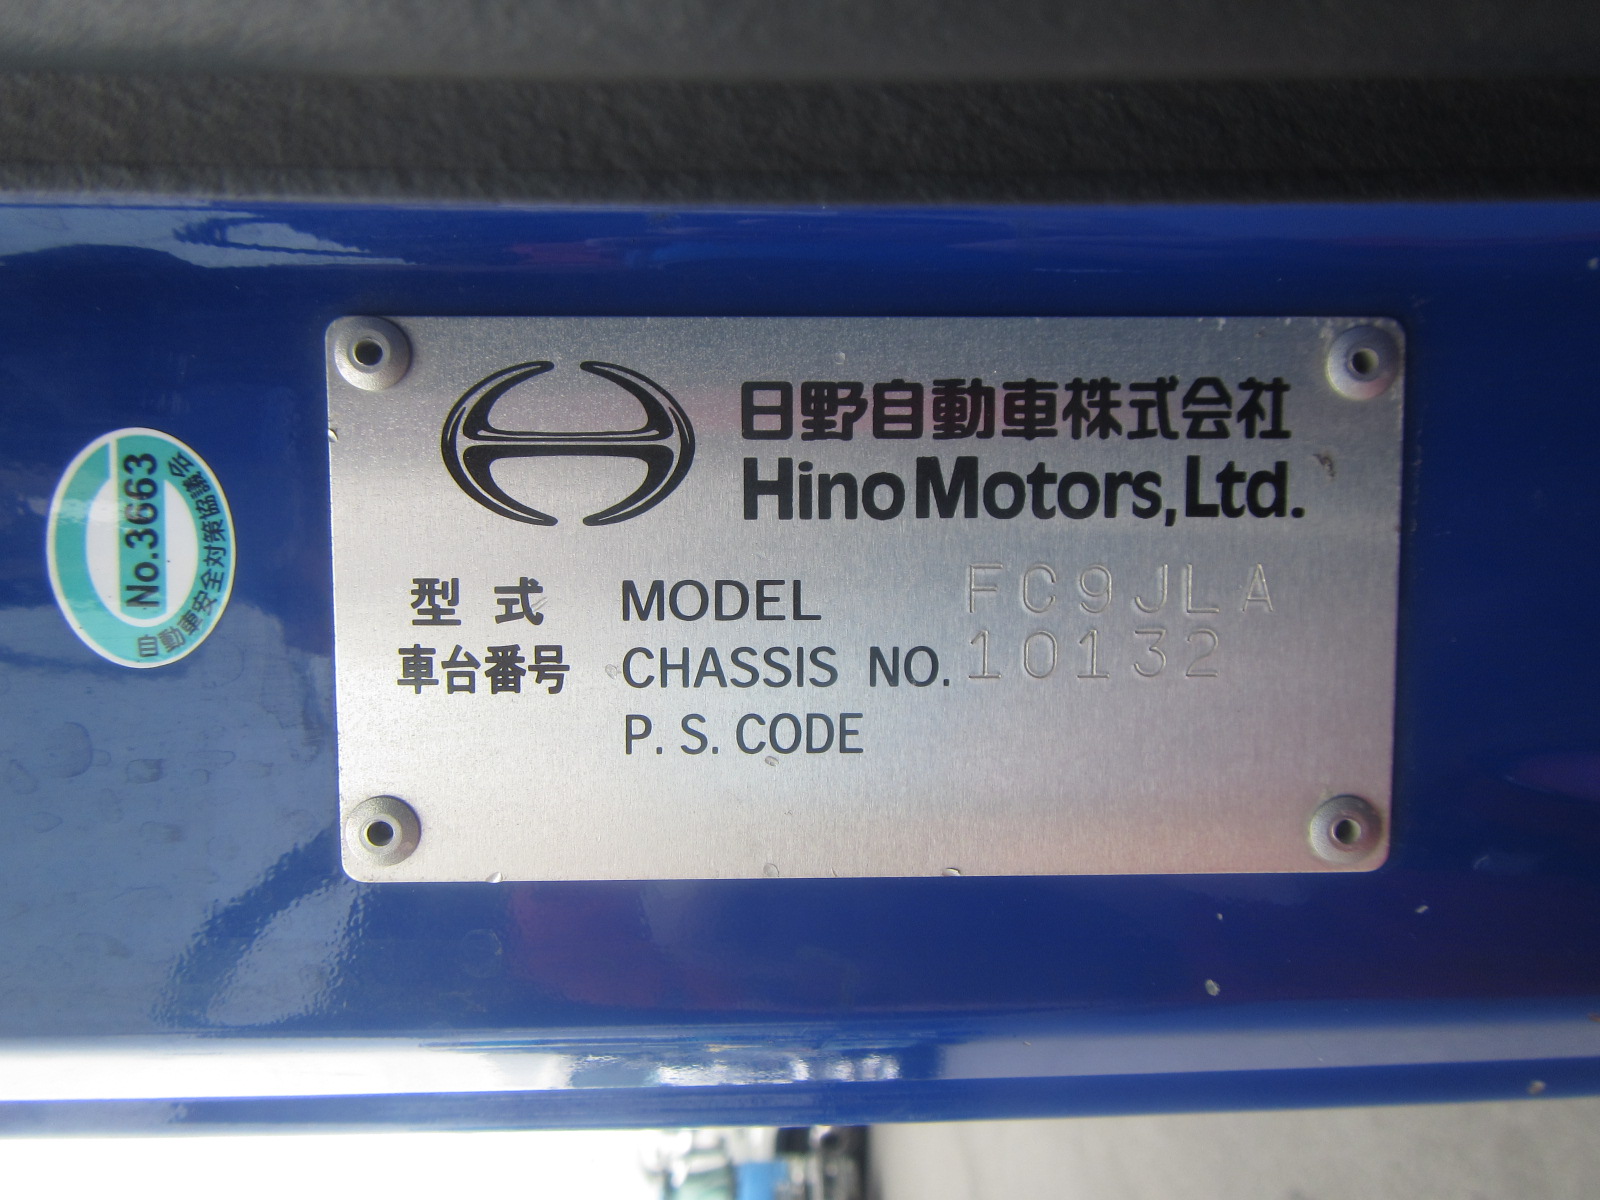 日野自動車株式会社
Hino Motors, Ltd.
型式 MODEL FC9JLA
車台番号 CHASSIS NO. 10132
P. S. CODE
No.3663
自動車安全対策協議会